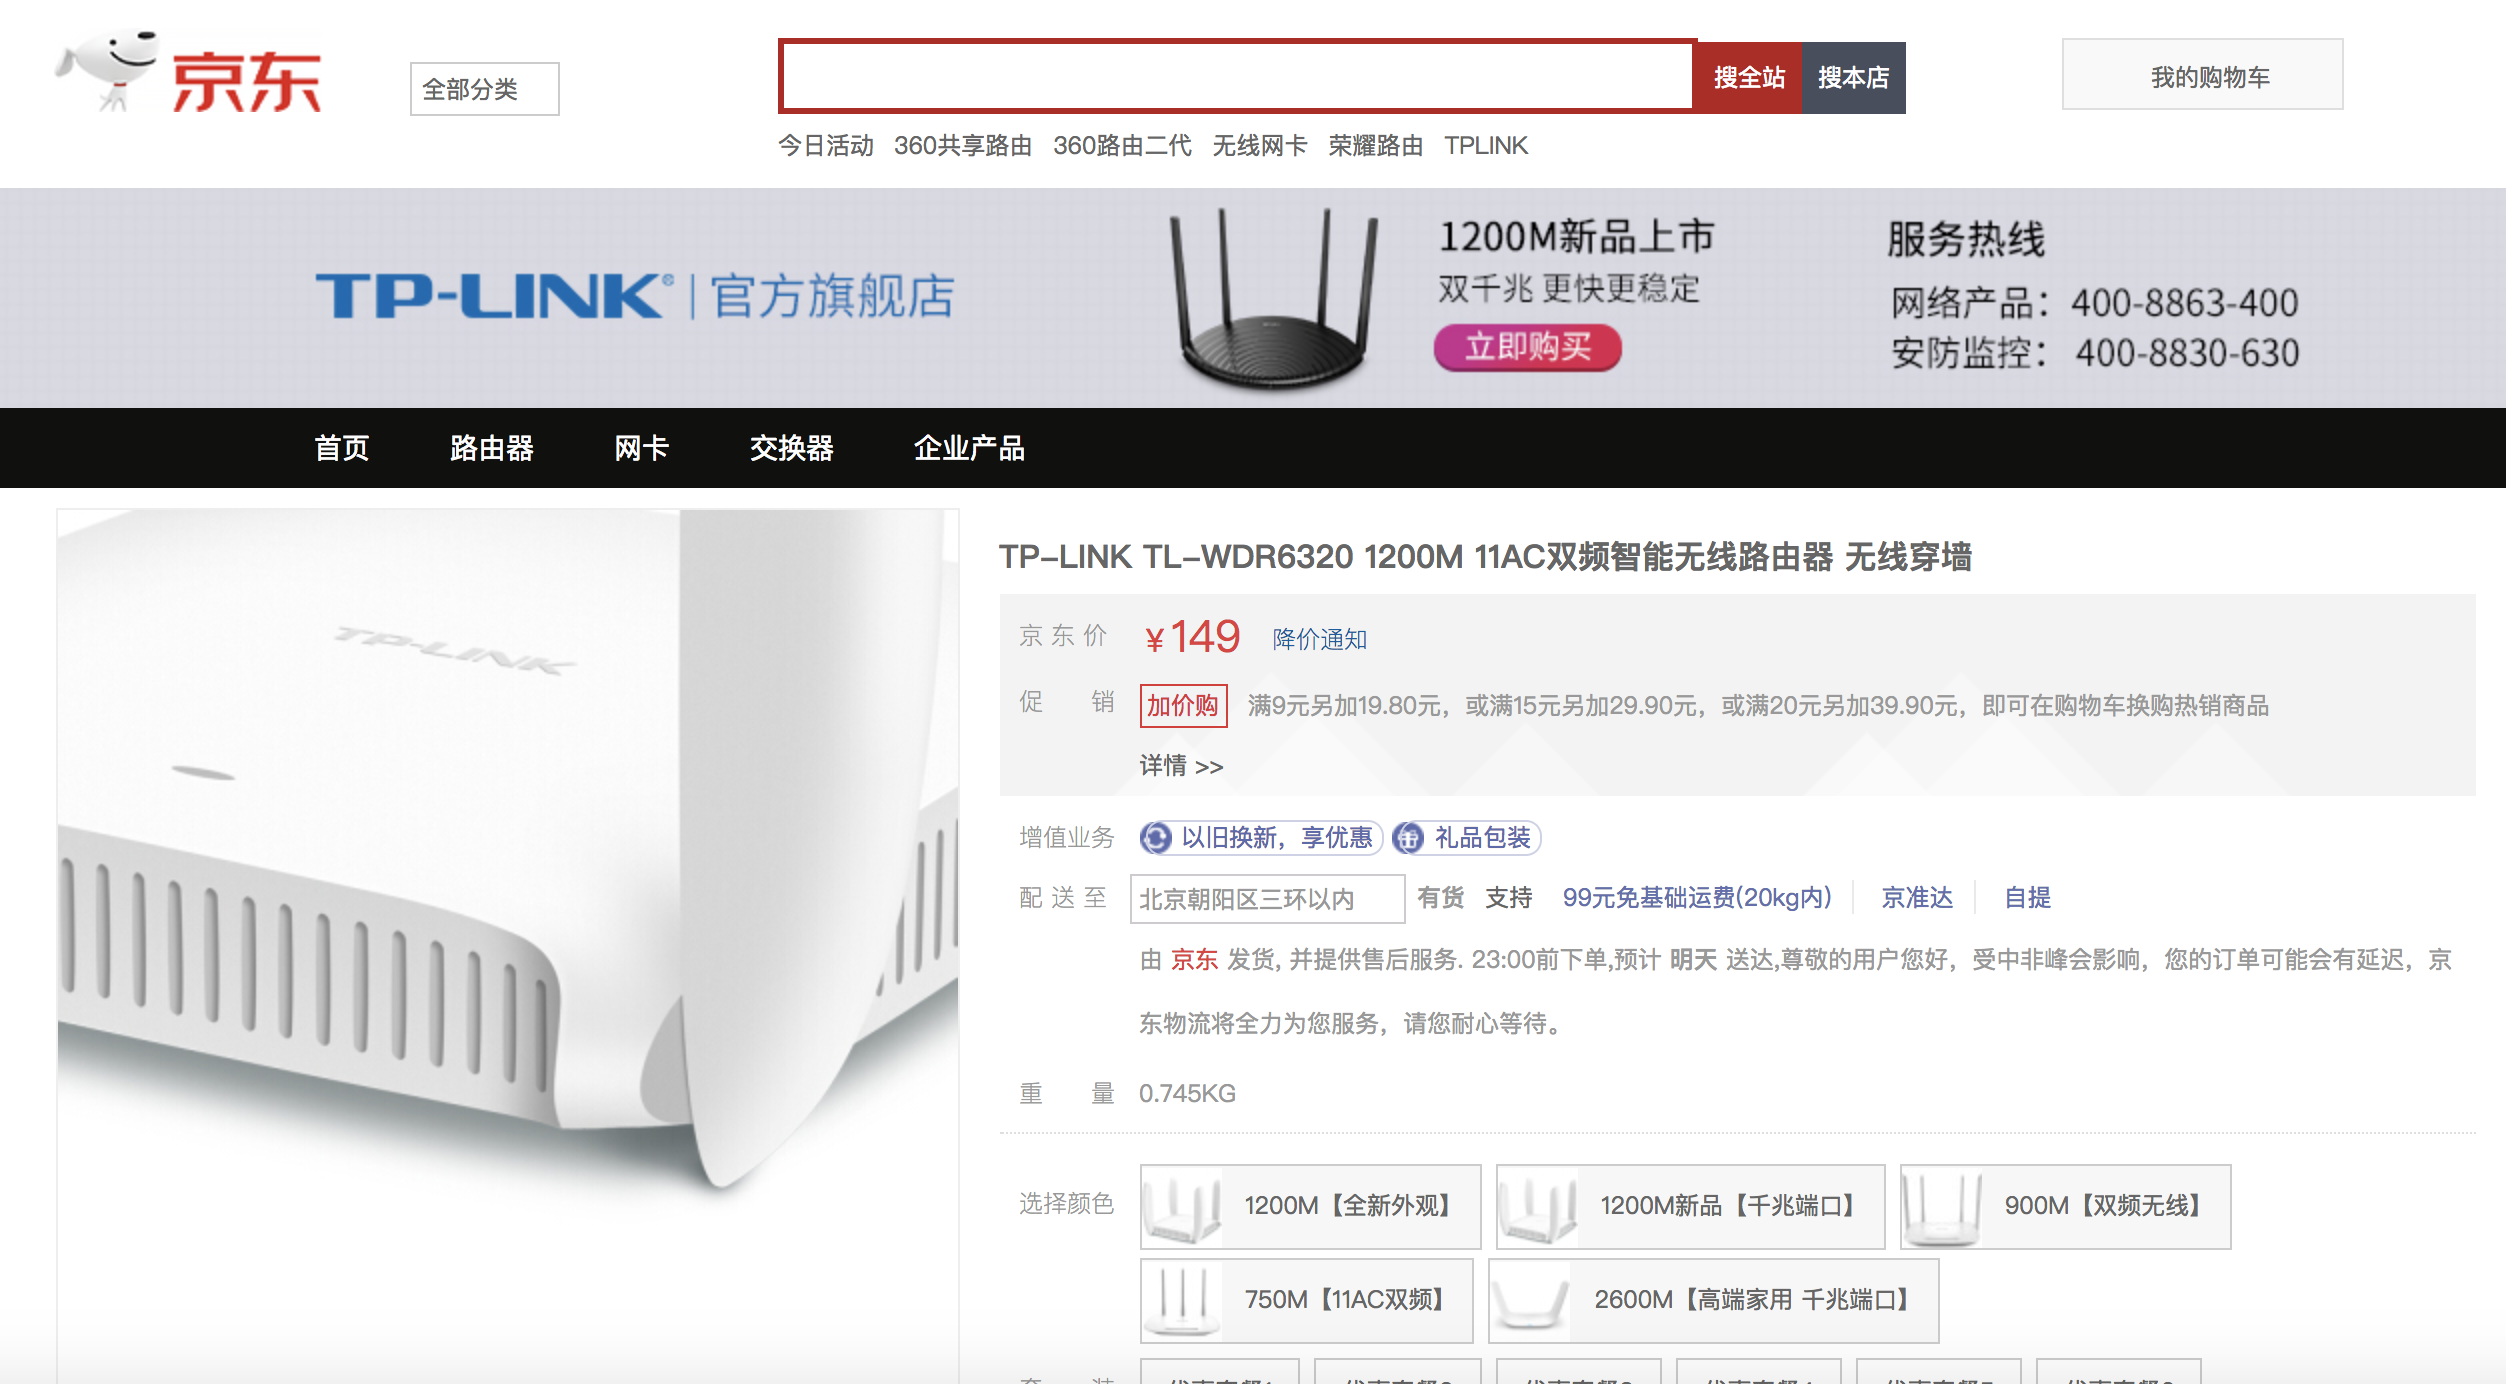 京东
全部分类
搜全站 搜本店
我的购物车
今日活动 360共享路由 360路由二代 无线网卡 荣耀路由 TPLINK
TP-LINK® | 官方旗舰店
1200M新品上市
双千兆 更快更稳定
立即购买
服务热线
网络产品：400-8863-400
安防监控：400-8830-630
首页 路由器 网卡 交换器 企业产品
TP-LINK
TP-LINK TL-WDR6320 1200M 11AC双频智能无线路由器 无线穿墙
京东价 ¥149 降价通知
促销 加价购 满9元另加19.80元，或满15元另加29.90元，或满20元另加39.90元，即可在购物车换购热销商品
详情 >>
增值业务 以旧换新，享优惠 礼品包装
配送至 北京朝阳区三环以内 有货 支持 99元免基础运费(20kg内) 京准达 自提
由 京东 发货, 并提供售后服务. 23:00前下单,预计 明天 送达,尊敬的用户您好，受中非峰会影响，您的订单可能会有延迟，京
东物流将全力为您服务，请您耐心等待。
重量 0.745KG
选择颜色 1200M【全新外观】 1200M新品【千兆端口】 900M【双频无线】
750M【11AC双频】 2600M【高端家用 千兆端口】